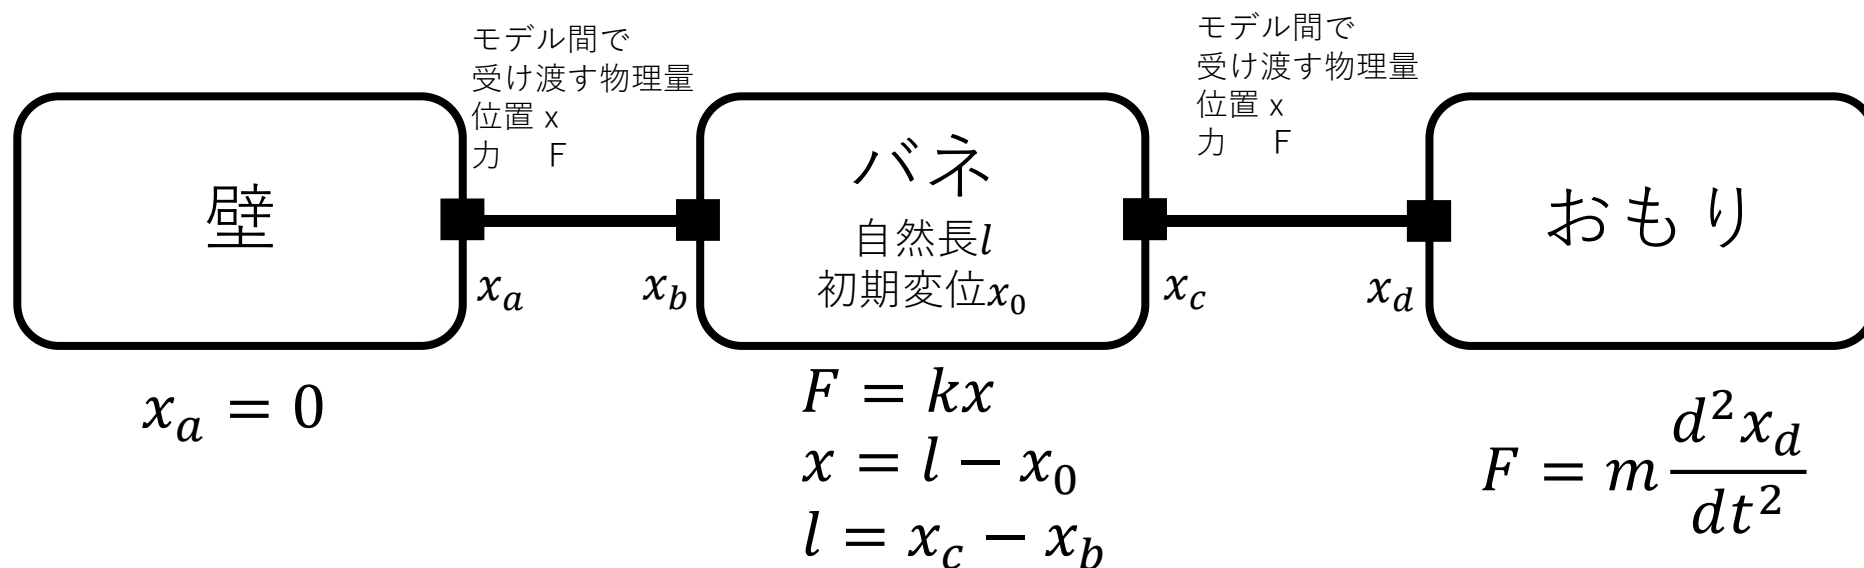 モデル間で
受け渡す物理量
位置 x
力 F
モデル間で
受け渡す物理量
位置 x
力 F
壁
バネ
自然長l
初期変位x₀
おもり
xₐ
x_b
x_c
x_d
xₐ = 0
F = kx
x = l − x₀
l = x_c − x_b
F = m d²x_d/dt²